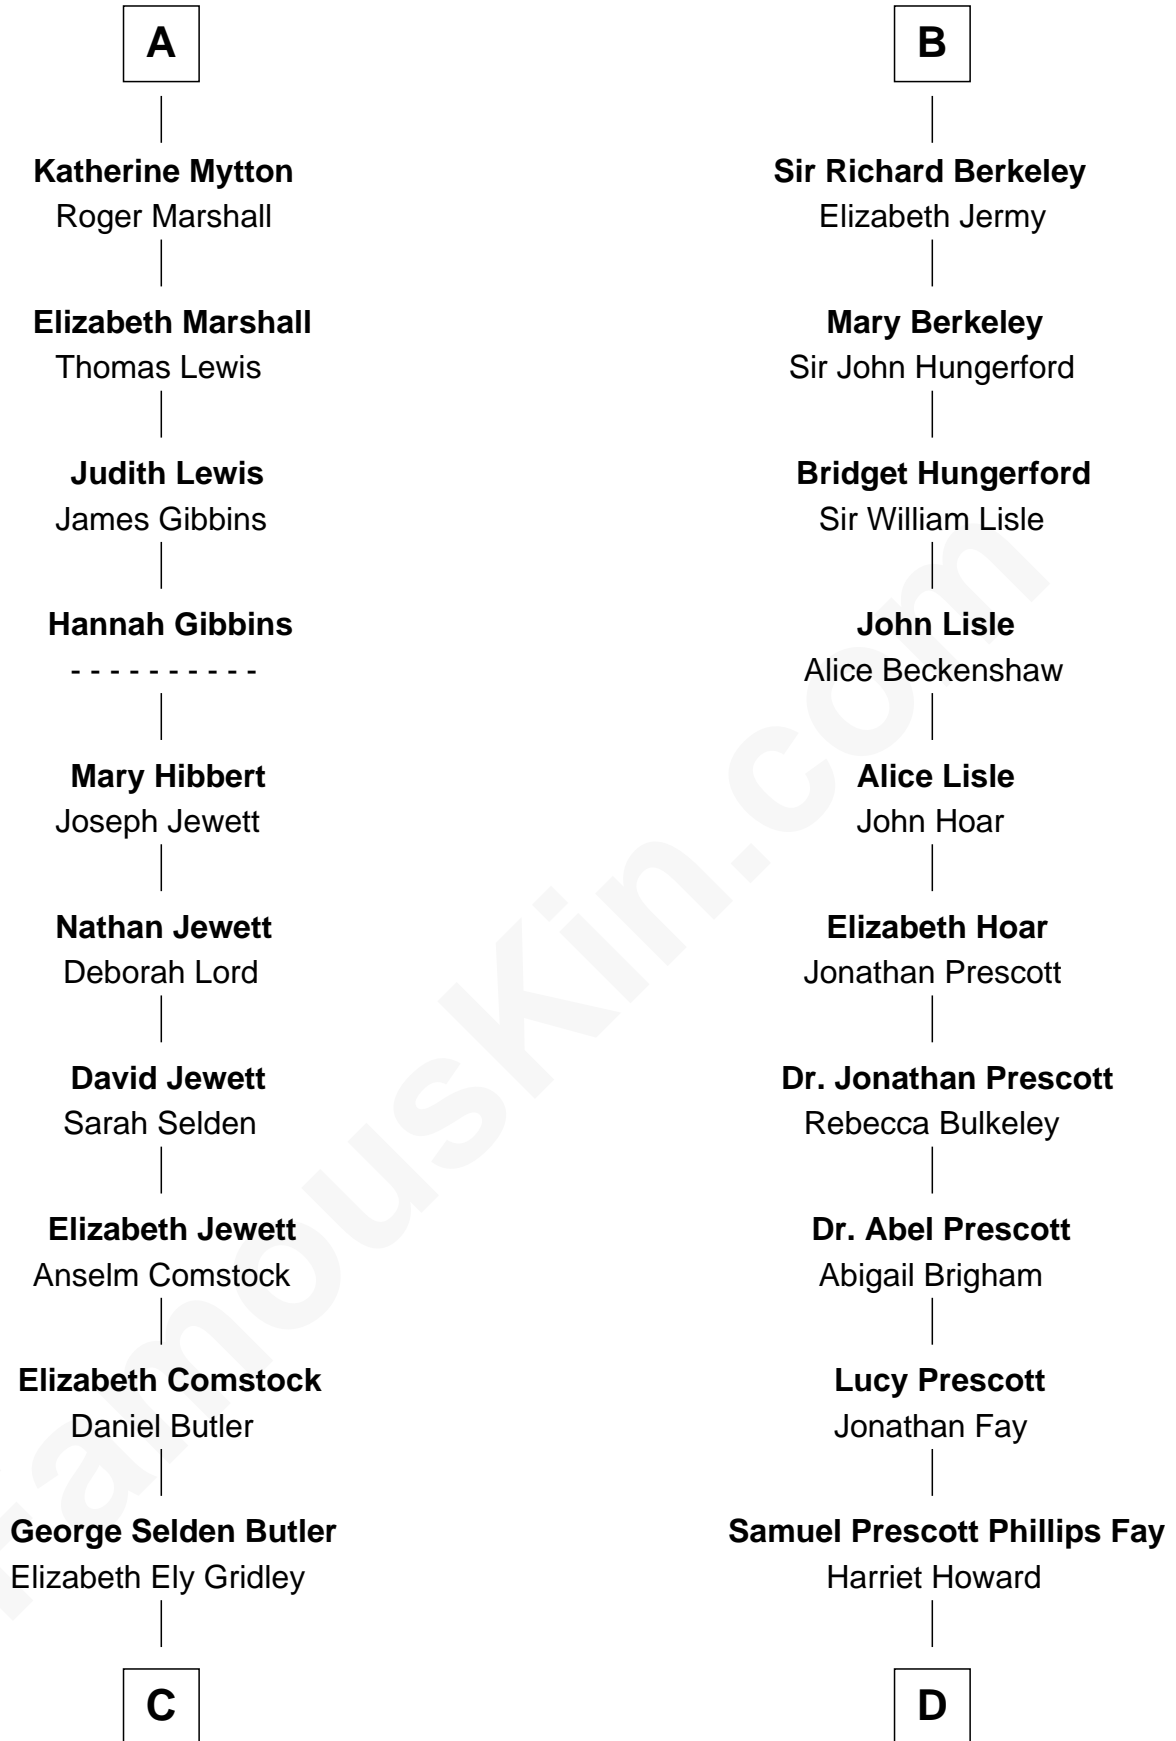 A
Katherine Mytton
Roger Marshall
Elizabeth Marshall
Thomas Lewis
Judith Lewis
James Gibbins
Hannah Gibbins
- - - - - - - - - -
Mary Hibbert
Joseph Jewett
Nathan Jewett
Deborah Lord
David Jewett
Sarah Selden
Elizabeth Jewett
Anselm Comstock
Elizabeth Comstock
Daniel Butler
George Selden Butler
Elizabeth Ely Gridley
C
B
Sir Richard Berkeley
Elizabeth Jermy
Mary Berkeley
Sir John Hungerford
Bridget Hungerford
Sir William Lisle
John Lisle
Alice Beckenshaw
Alice Lisle
John Hoar
Elizabeth Hoar
Jonathan Prescott
Dr. Jonathan Prescott
Rebecca Bulkeley
Dr. Abel Prescott
Abigail Brigham
Lucy Prescott
Jonathan Fay
Samuel Prescott Phillips Fay
Harriet Howard
D
FamousKin.com